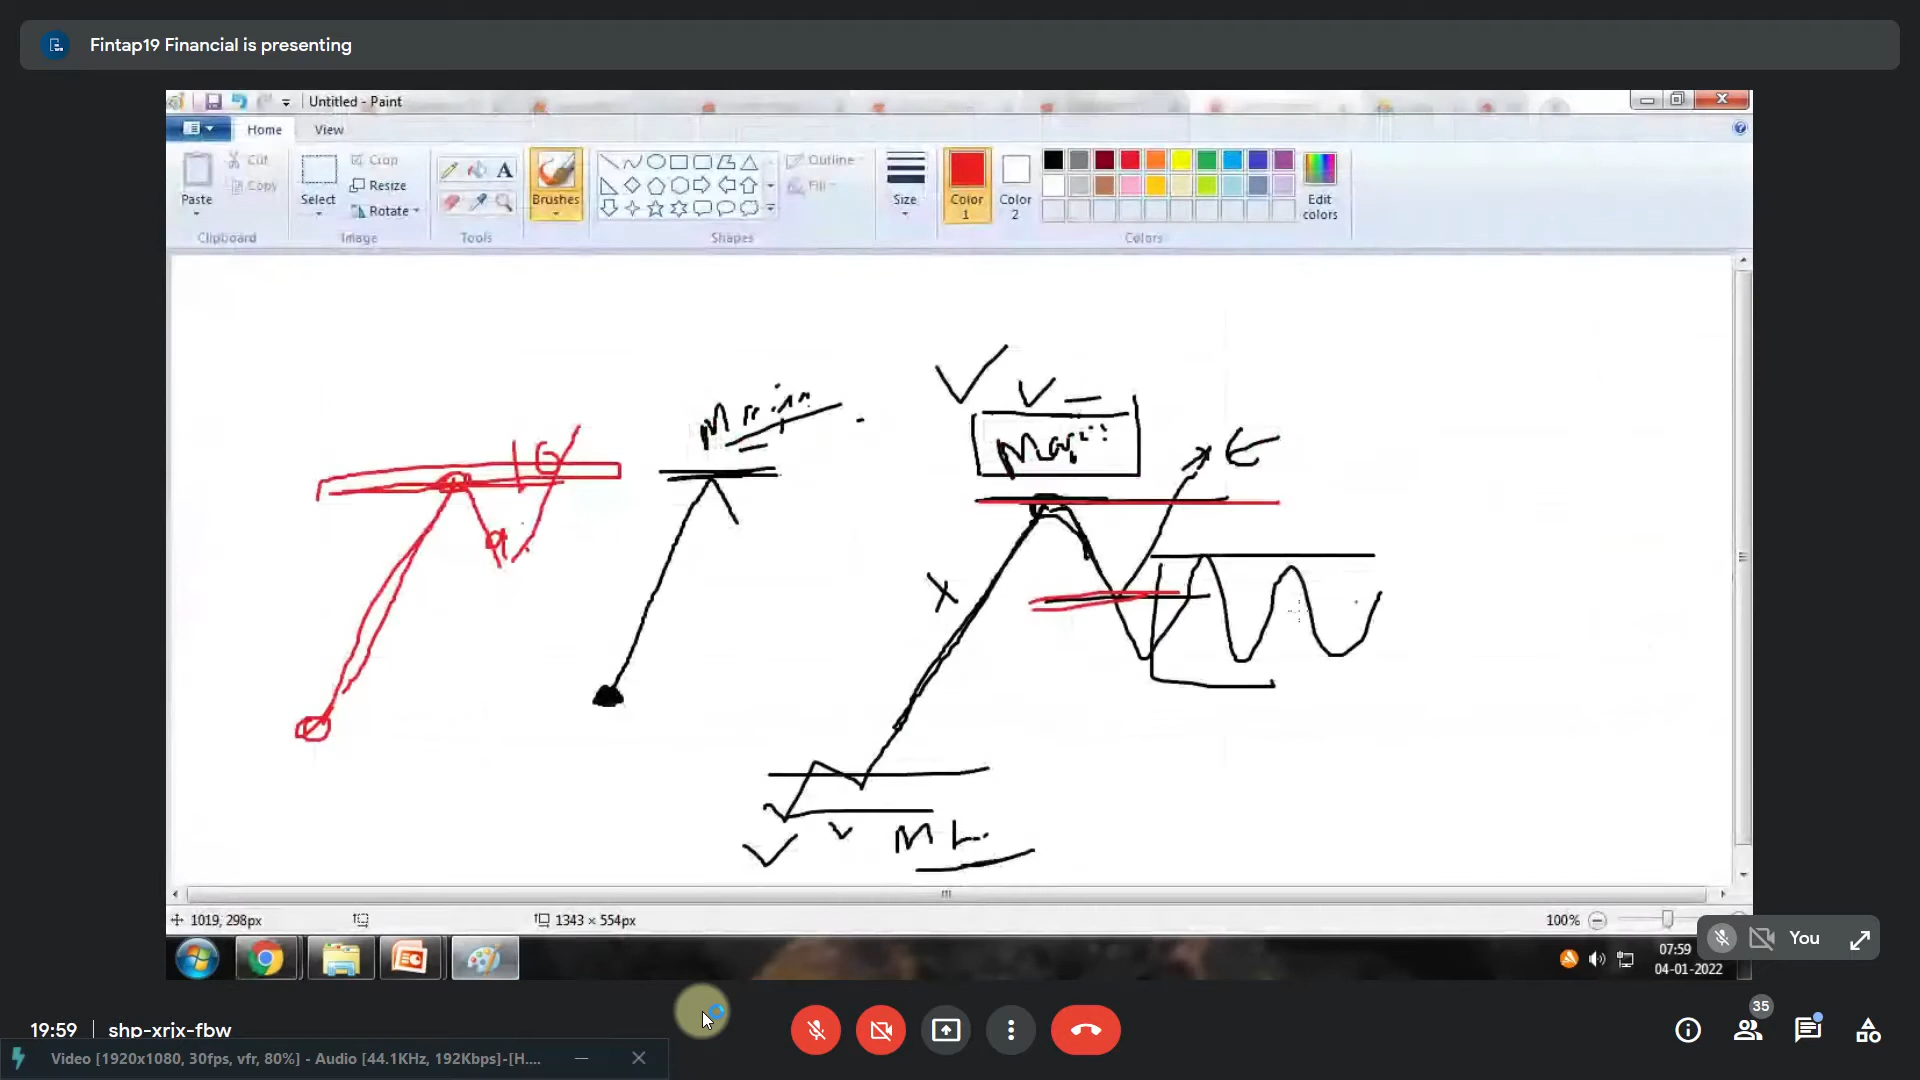 Fintap19 Financial is presenting
Untitled - Paint
Home View
Paste
Cut
Copy
Clipboard
Select
Crop
Resize
Rotate
Image
A
Tools
Brushes
Shapes
Outline
Fill
Size
Color
1
Color
2
Edit
colors
Colors
1019, 298px
1343 × 554px
100%
07:59
04-01-2022
You
35
19:59 | shp-xrjx-fbw
Video [1920x1080, 30fps, vfr, 80%] - Audio [44.1KHz, 192Kbps]-[H....